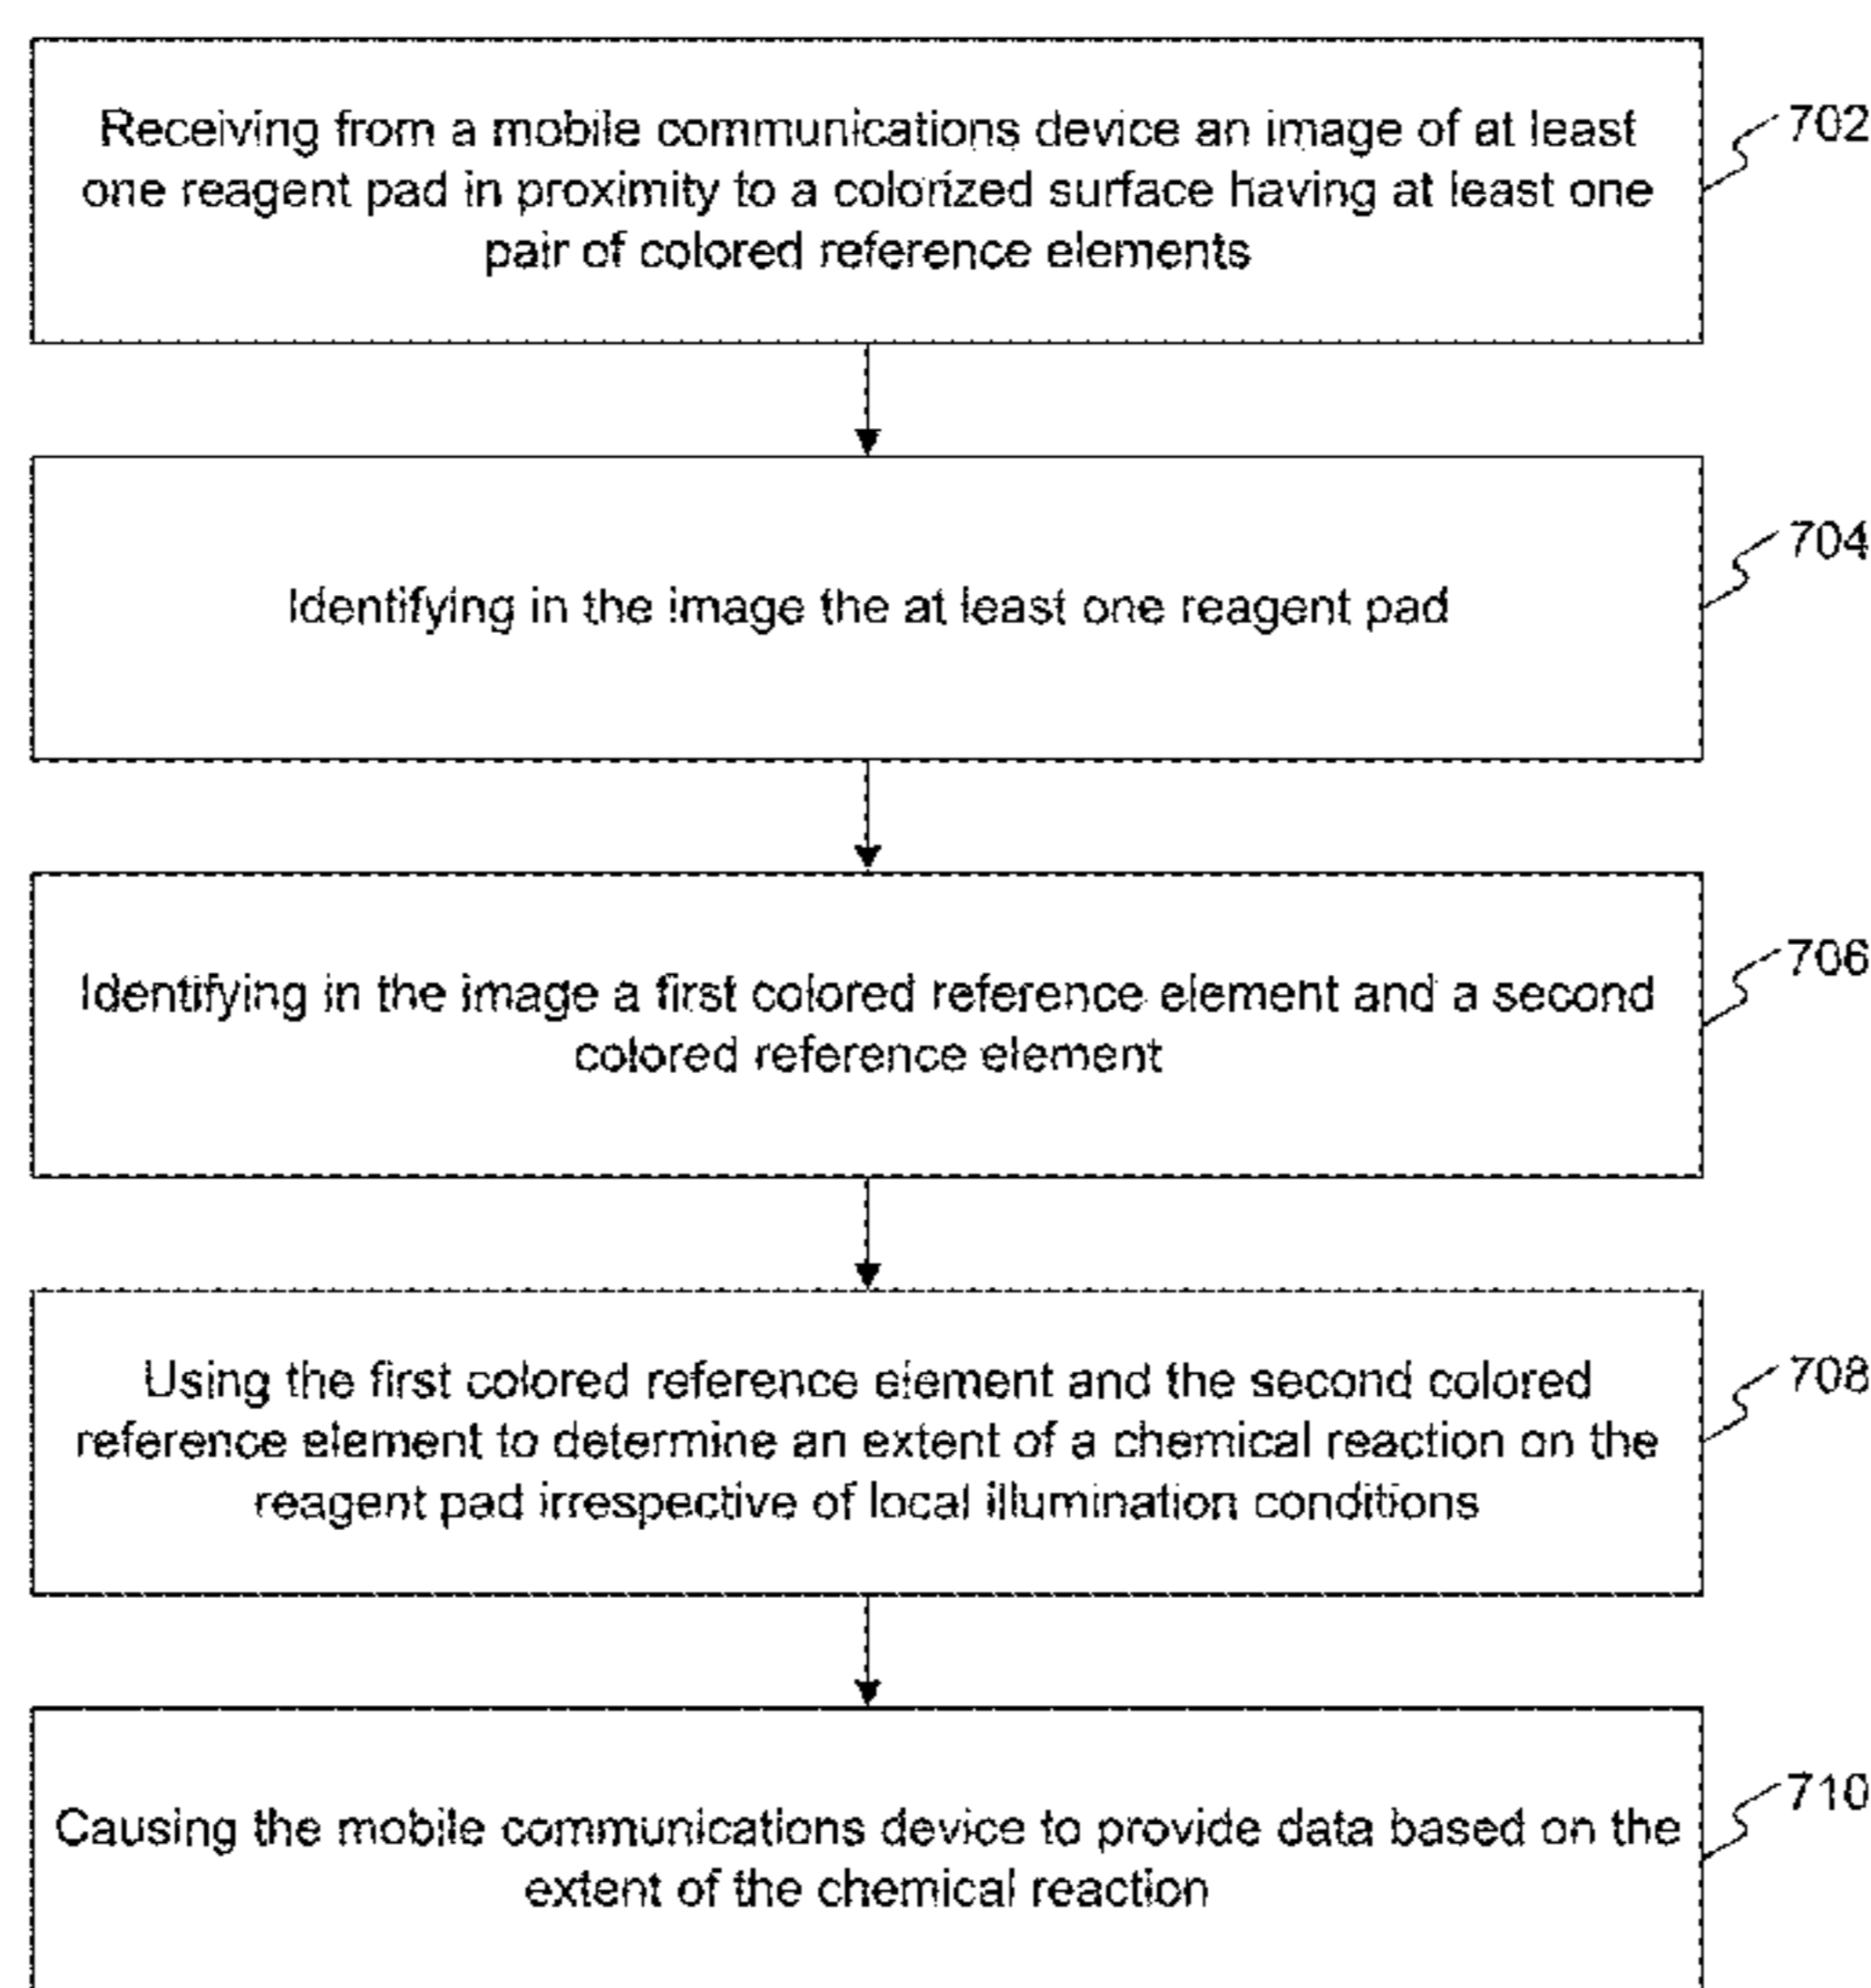 Receiving from a mobile communications device an image of at least
one reagent pad in proximity to a colorized surface having at least one
pair of colored reference elements
702
Identifying in the image the at least one reagent pad
704
Identifying in the image a first colored reference element and a second
colored reference element
706
Using the first colored reference element and the second colored
reference element to determine an extent of a chemical reaction on the
reagent pad irrespective of local illumination conditions
708
Causing the mobile communications device to provide data based on the
extent of the chemical reaction
710